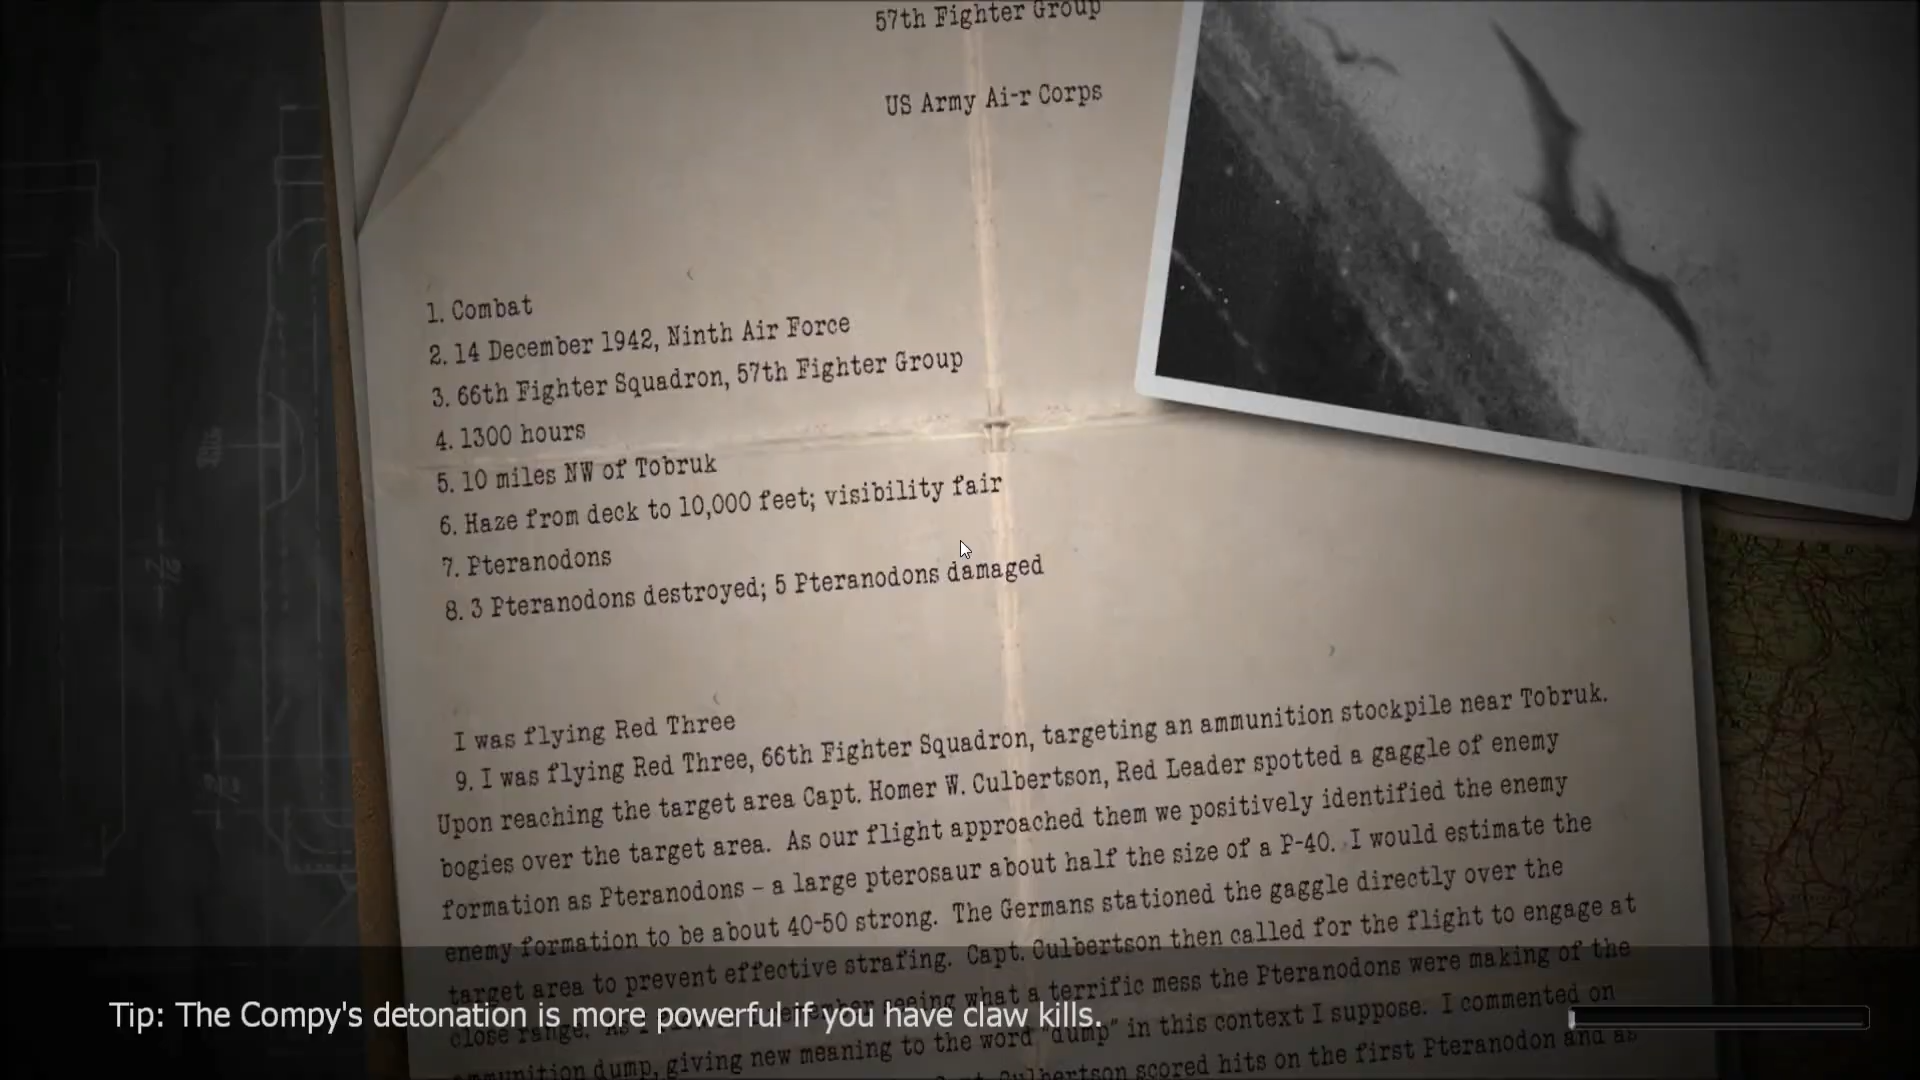 57th Fighter Group
US Army Ai-r Corps
1. Combat
2. 14 December 1942, Ninth Air Force
3. 66th Fighter Squadron, 57th Fighter Group
4. 1300 hours
5. 10 miles NW of Tobruk
6. Haze from deck to 10,000 feet; visibility fair
7. Pteranodons
8. 3 Pteranodons destroyed; 5 Pteranodons damaged
I was flying Red Three
9. I was flying Red Three, 66th Fighter Squadron, targeting an ammunition stockpile near Tobruk.
Upon reaching the target area Capt. Homer W. Culbertson, Red Leader spotted a gaggle of enemy
bogies over the target area. As our flight approached them we positively identified the enemy
formation as Pteranodons – a large pterosaur about half the size of a P-40. I would estimate the
enemy formation to be about 40-50 strong. The Germans stationed the gaggle directly over the
target area to prevent effective strafing. Capt. Culbertson then called for the flight to engage at
close range. seeing what a terrific mess the Pteranodons were making of the
ammunition dump, giving new meaning to the word "dump" in this context I suppose. I commented on
Culbertson scored hits on the first Pteranodon and as
Tip: The Compy's detonation is more powerful if you have claw kills.